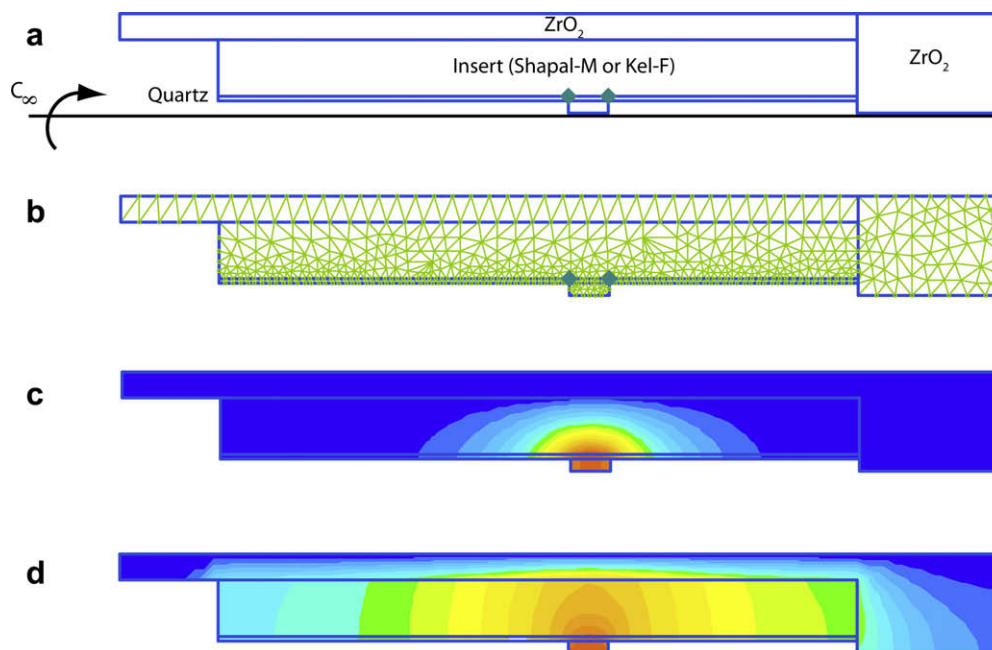 a
ZrO₂
Insert (Shapal-M or Kel-F)
ZrO₂
C∞
Quartz
b
c
d